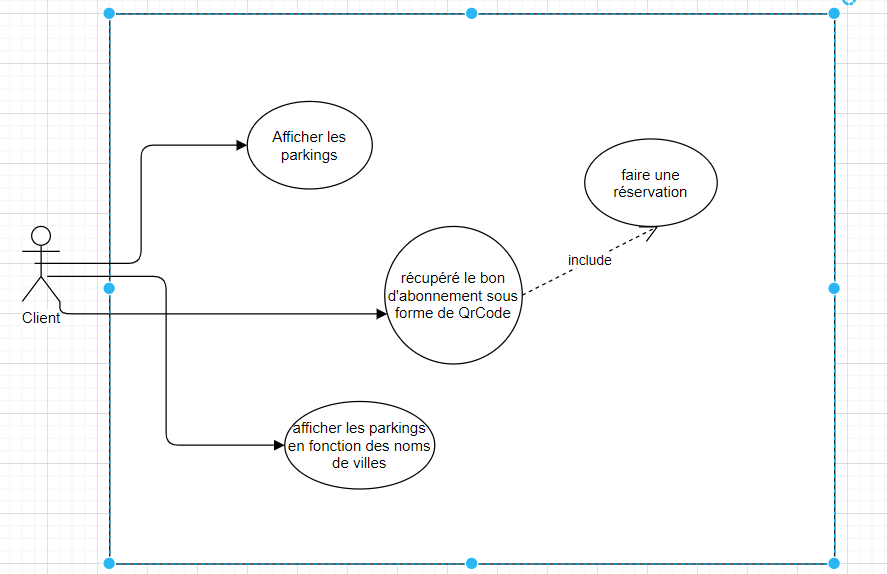 Afficher les
parkings
faire une
réservation
include
récupéré le bon
d'abonnement sous
forme de QrCode
Client
afficher les parkings
en fonction des noms
de villes